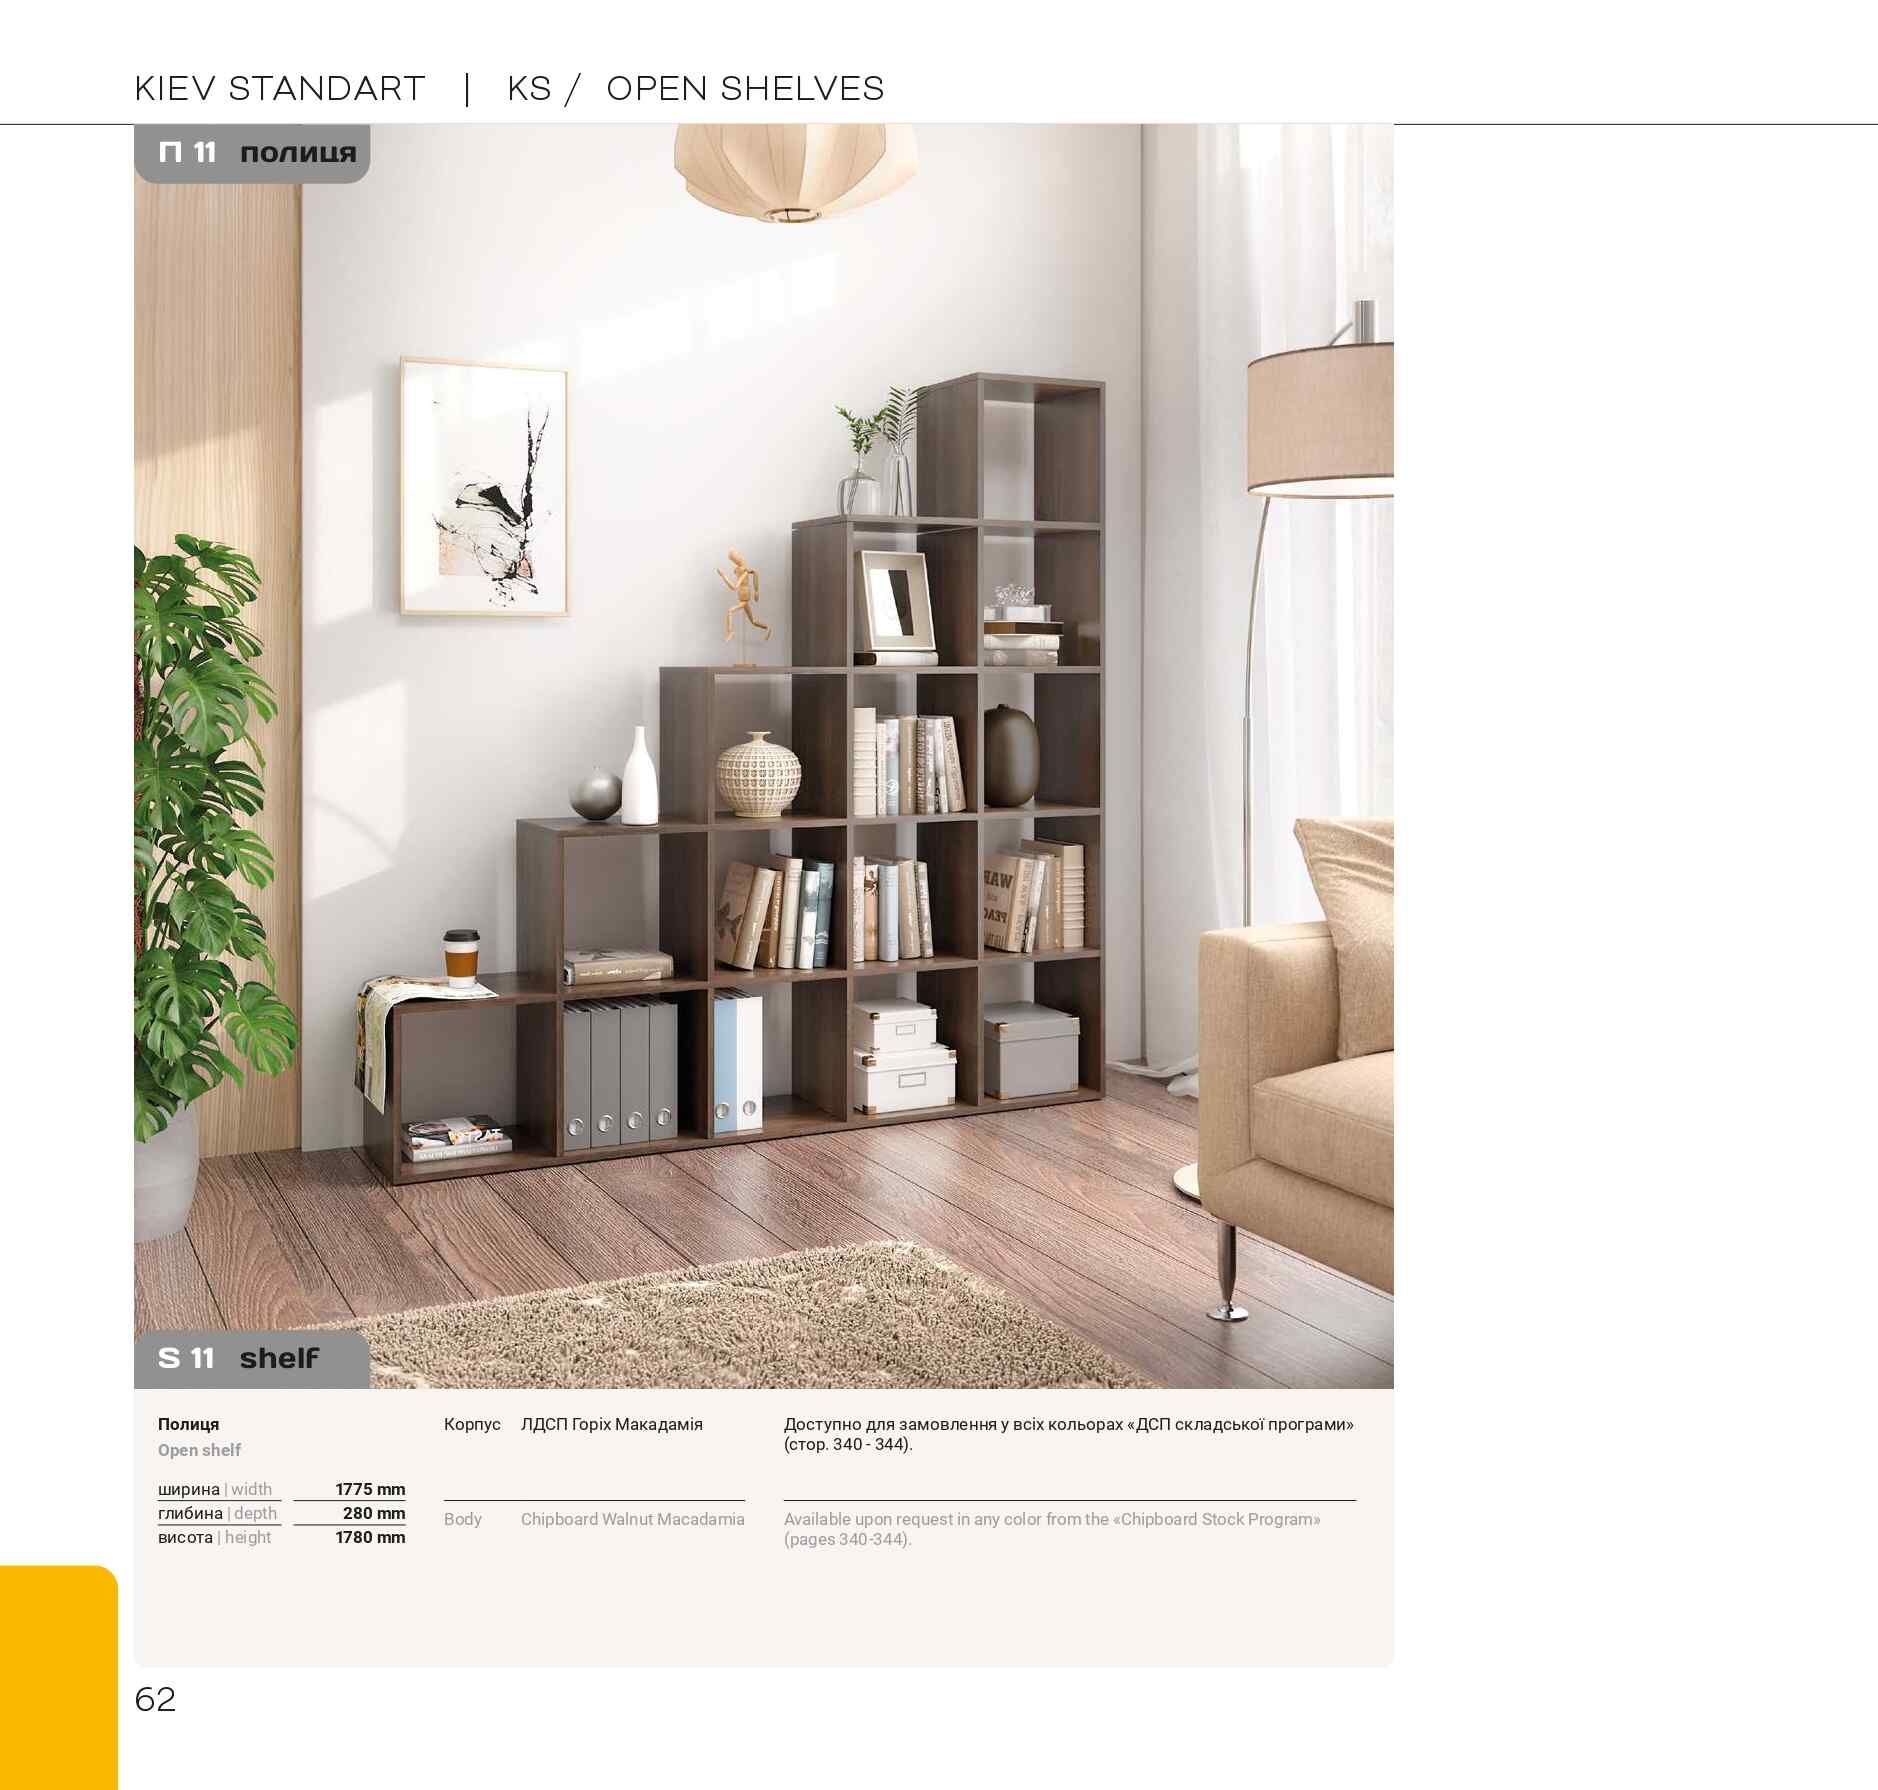 KIEV STANDART | KS / OPEN SHELVES
П 11 полиця
WAR
S 11 shelf
Полиця
Open shelf
ширина | width 1775 mm
глибина | depth 280 mm
висота | height 1780 mm
Корпус ЛДСП Горіх Макадамія
Body Chipboard Walnut Macadamia
Доступно для замовлення у всіх кольорах «ДСП складської програми»
(стор. 340 - 344).
Available upon request in any color from the «Chipboard Stock Program»
(pages 340-344).
62